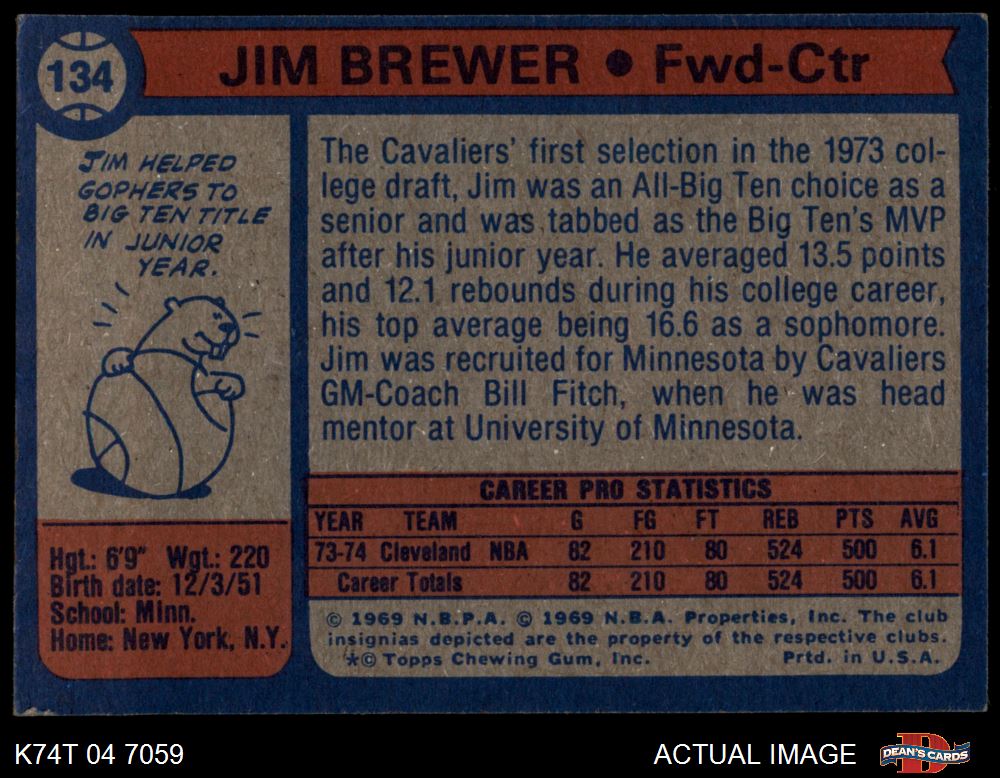 134
JIM BREWER • Fwd-Ctr
JIM HELPED
GOPHERS TO
BIG TEN TITLE
IN JUNIOR
YEAR.
The Cavaliers' first selection in the 1973 col-
lege draft, Jim was an All-Big Ten choice as a
senior and was tabbed as the Big Ten's MVP
after his junior year. He averaged 13.5 points
and 12.1 rebounds during his college career,
his top average being 16.6 as a sophomore.
Jim was recruited for Minnesota by Cavaliers
GM-Coach Bill Fitch, when he was head
mentor at University of Minnesota.
Hgt.: 6'9" Wgt.: 220
Birth date: 12/3/51
School: Minn.
Home: New York, N.Y.
CAREER PRO STATISTICS
YEAR TEAM G FG FT REB PTS AVG
73-74 Cleveland NBA 82 210 80 524 500 6.1
Career Totals 82 210 80 524 500 6.1
© 1969 N.B.P.A. © 1969 N.B.A. Properties, Inc. The club
insignias depicted are the property of the respective clubs.
*© Topps Chewing Gum, Inc. Prtd. in U.S.A.
K74T 04 7059
ACTUAL IMAGE
D
DEAN'S CARDS